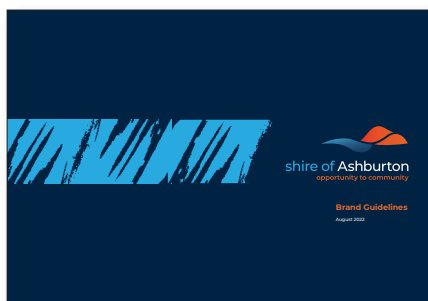 shire of Ashburton
opportunity to community
Brand Guidelines
August 2022